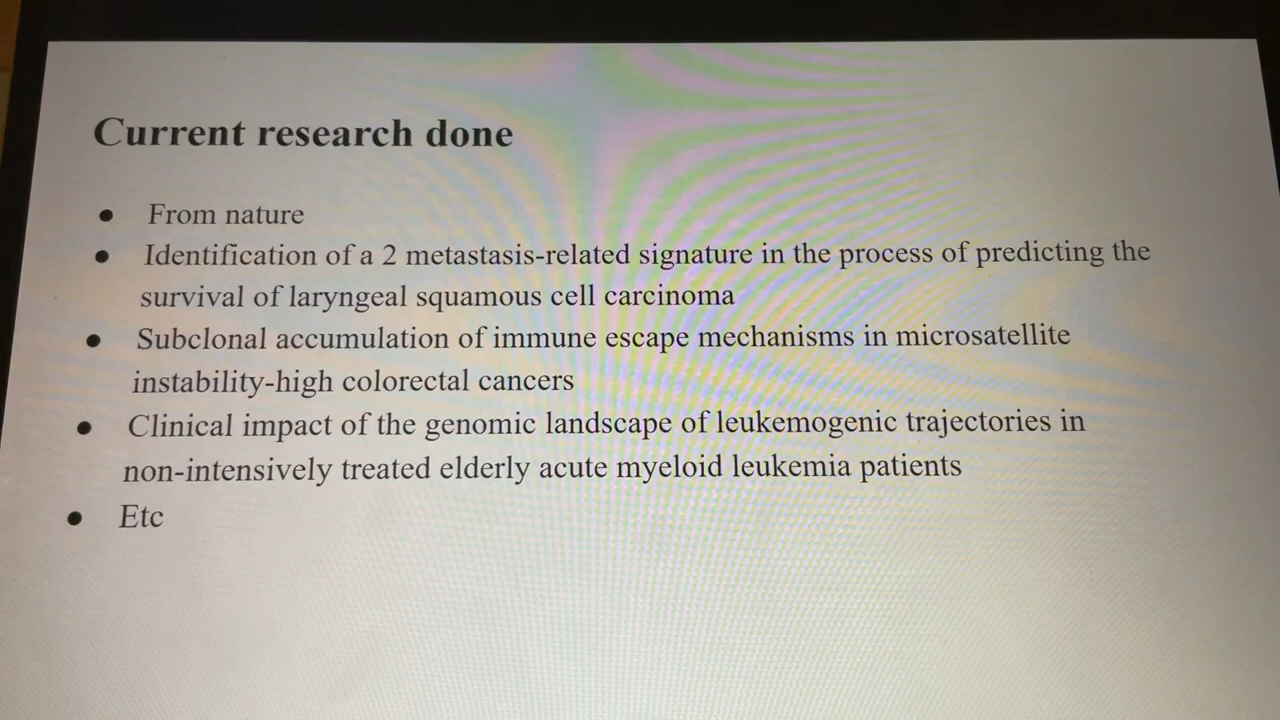 Current research done
● From nature
● Identification of a 2 metastasis-related signature in the process of predicting the
survival of laryngeal squamous cell carcinoma
● Subclonal accumulation of immune escape mechanisms in microsatellite
instability-high colorectal cancers
● Clinical impact of the genomic landscape of leukemogenic trajectories in
non-intensively treated elderly acute myeloid leukemia patients
● Etc